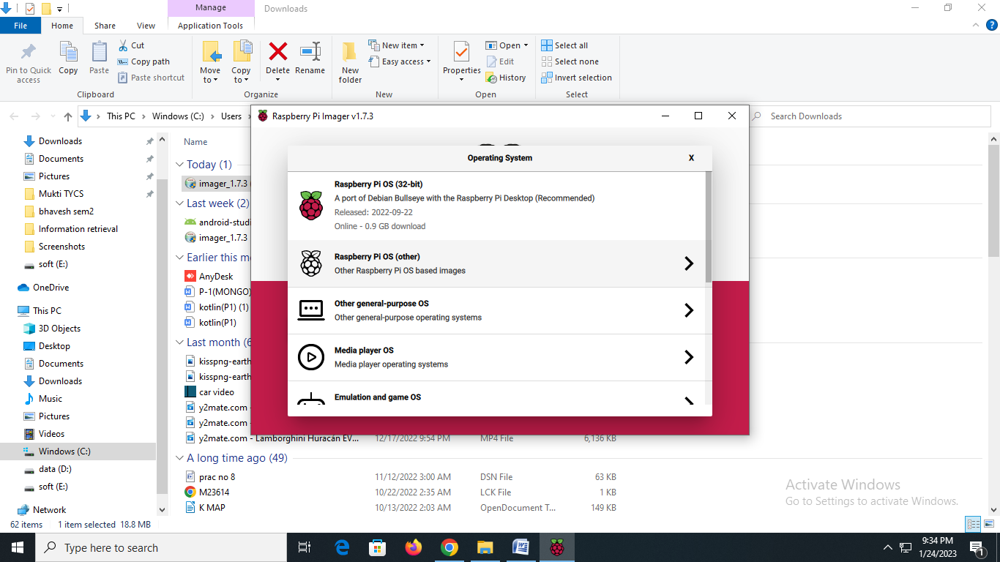 Manage
Downloads
File
Home
Share
View
Application Tools
Pin to Quick access
Copy
Paste
Cut
Copy path
Paste shortcut
Clipboard
Move to
Copy to
Delete
Rename
Organize
New folder
New item
Easy access
New
Properties
Open
Edit
History
Open
Select all
Select none
Invert selection
Select
This PC
Windows (C:)
Users
Search Downloads
Raspberry Pi Imager v1.7.3
Downloads
Documents
Pictures
Mukti TYCS
bhavesh sem2
Information retrieval
Screenshots
soft (E:)
OneDrive
This PC
3D Objects
Desktop
Documents
Downloads
Music
Pictures
Videos
Windows (C:)
data (D:)
soft (E:)
Network
Name
Today (1)
imager_1.7.3
Last week (2)
android-studi
imager_1.7.3
Earlier this m
AnyDesk
P-1(MONGO)
kotlin(P1) (1)
kotlin(P1)
Last month (6
kisspng-earth
kisspng-earth
car video
y2mate.com -
y2mate.com -
y2mate.com - Lamborghini Huracán EV... 12/17/2022 9:54 PM MP4 File 6,136 KB
A long time ago (49)
prac no 8 11/12/2022 3:00 AM DSN File 63 KB
M23614 10/22/2022 2:35 AM LCK File 1 KB
K MAP 10/13/2022 2:03 AM OpenDocument T... 149 KB
Operating System X
Raspberry Pi OS (32-bit)
A port of Debian Bullseye with the Raspberry Pi Desktop (Recommended)
Released: 2022-09-22
Online - 0.9 GB download
Raspberry Pi OS (other)
Other Raspberry Pi OS based images
Other general-purpose OS
Other general-purpose operating systems
Media player OS
Media player operating systems
Emulation and game OS
Activate Windows
Go to Settings to activate Windows.
62 items 1 item selected 18.8 MB
Type here to search
9:34 PM
1/24/2023
1